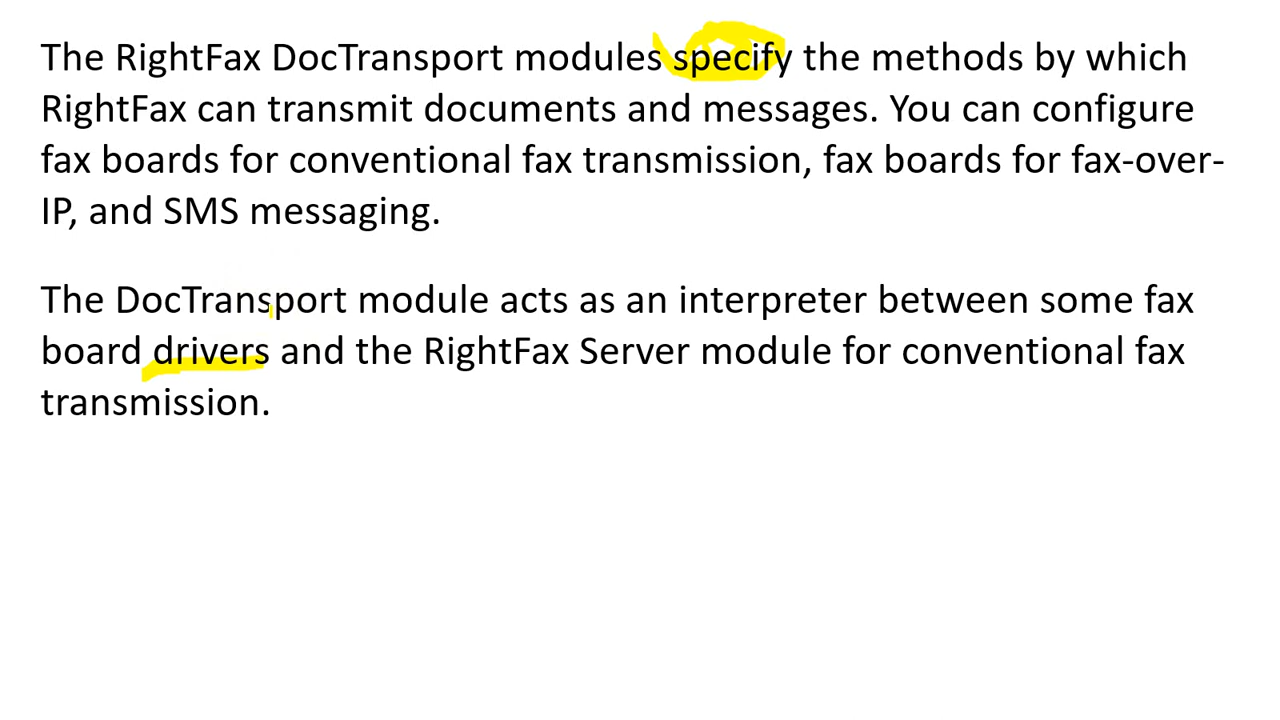 The RightFax DocTransport modules specify the methods by which
RightFax can transmit documents and messages. You can configure
fax boards for conventional fax transmission, fax boards for fax-over-
IP, and SMS messaging.
The DocTransport module acts as an interpreter between some fax
board drivers and the RightFax Server module for conventional fax
transmission.